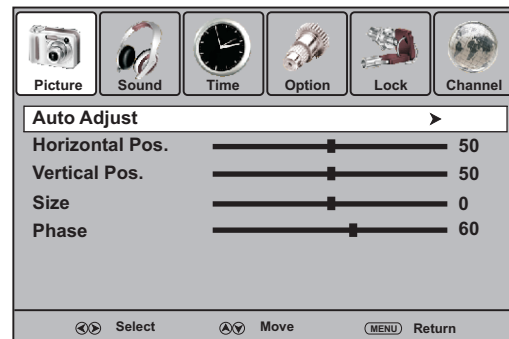 Picture Sound Time Option Lock Channel
Auto Adjust
Horizontal Pos. 50
Vertical Pos. 50
Size 0
Phase 60
Select Move MENU Return